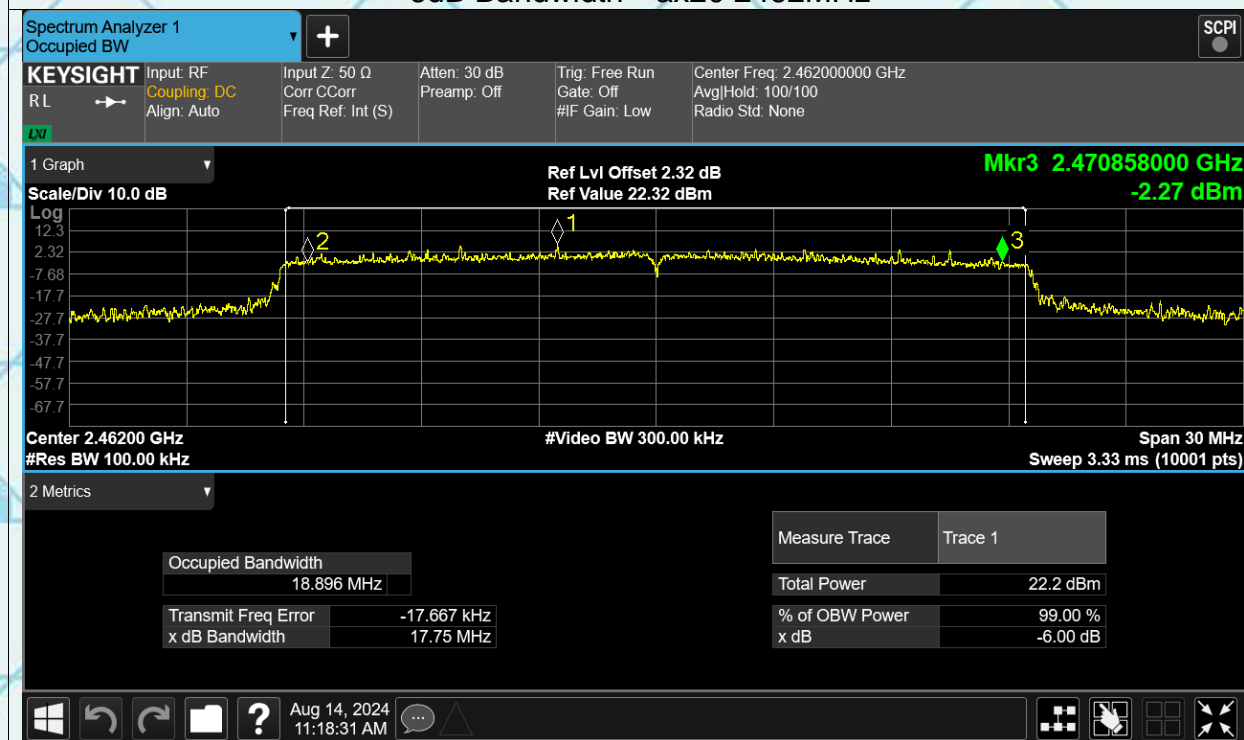 Bandwidth
Spectrum Analyzer 1
Occupied BW
SCPI
KEYSIGHT
R L
LXI
Input: RF
Coupling: DC
Align: Auto
Input Z: 50 Ω
Corr CCorr
Freq Ref: Int (S)
Atten: 30 dB
Preamp: Off
Trig: Free Run
Gate: Off
#IF Gain: Low
Center Freq: 2.462000000 GHz
Avg|Hold: 100/100
Radio Std: None
1 Graph
Scale/Div 10.0 dB
Ref Lvl Offset 2.32 dB
Ref Value 22.32 dBm
Mkr3 2.470858000 GHz
-2.27 dBm
Log
12.3
2.32
-7.68
-17.7
-27.7
-37.7
-47.7
-57.7
-67.7
2
1
3
Center 2.46200 GHz
#Video BW 300.00 kHz
Span 30 MHz
#Res BW 100.00 kHz
Sweep 3.33 ms (10001 pts)
2 Metrics
Measure Trace Trace 1
Occupied Bandwidth
18.896 MHz
Total Power 22.2 dBm
Transmit Freq Error -17.667 kHz
% of OBW Power 99.00 %
x dB Bandwidth 17.75 MHz
x dB -6.00 dB
?
Aug 14, 2024
11:18:31 AM